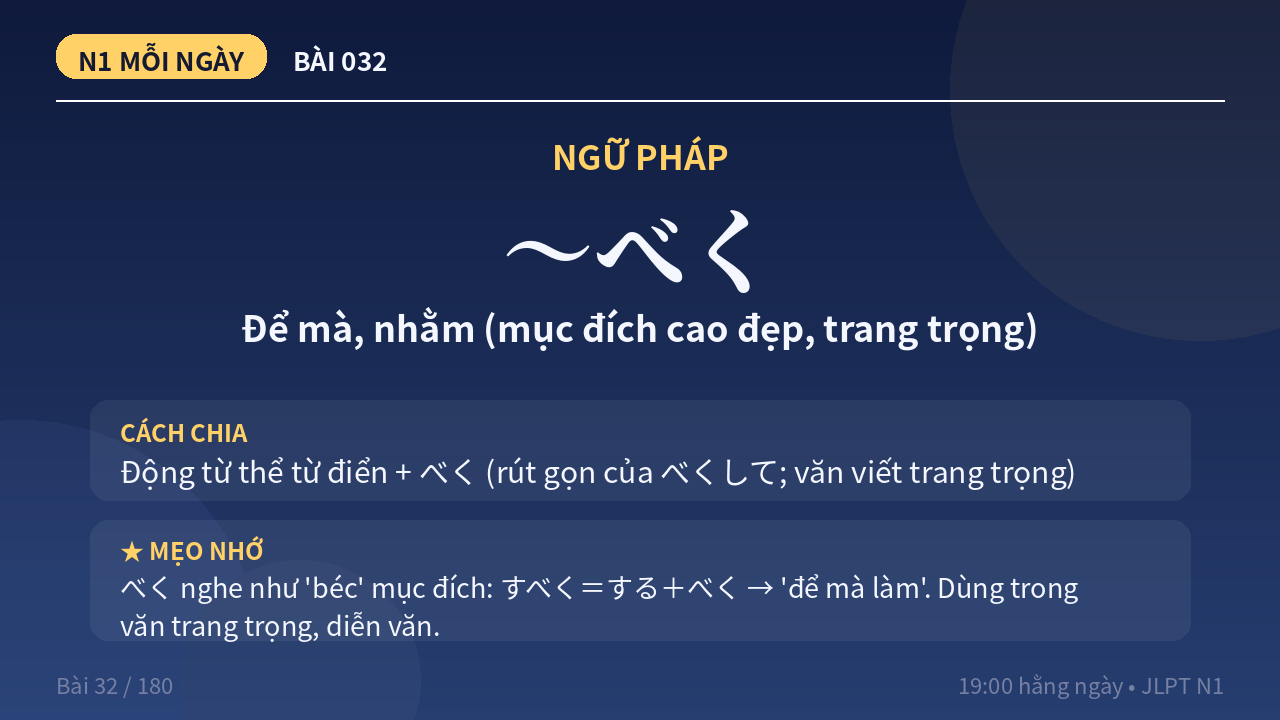 N1 MỖI NGÀY
BÀI 032
NGỮ PHÁP
～べく
Để mà, nhằm (mục đích cao đẹp, trang trọng)
CÁCH CHIA
Động từ thể từ điển + べく (rút gọn của べくして; văn viết trang trọng)
★ MẸO NHỚ
べく nghe như 'béc' mục đích: すべく＝する＋べく → 'để mà làm'. Dùng trong
văn trang trọng, diễn văn.
Bài 32 / 180
19:00 hằng ngày • JLPT N1